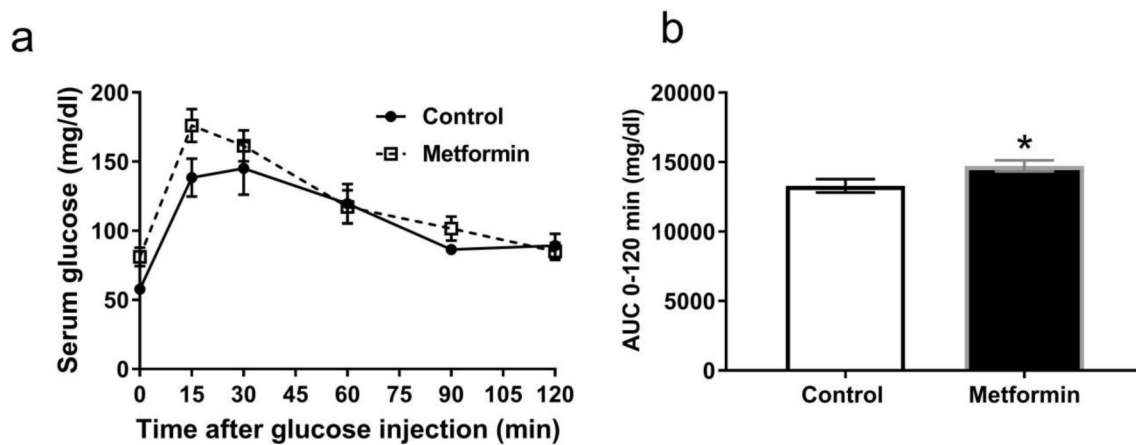 a
Serum glucose (mg/dl)
200
150
100
50
0
0 15 30 45 60 75 90 105 120
Time after glucose injection (min)
Control
Metformin
b
AUC 0-120 min (mg/dl)
20000
15000
10000
5000
0
*
Control Metformin